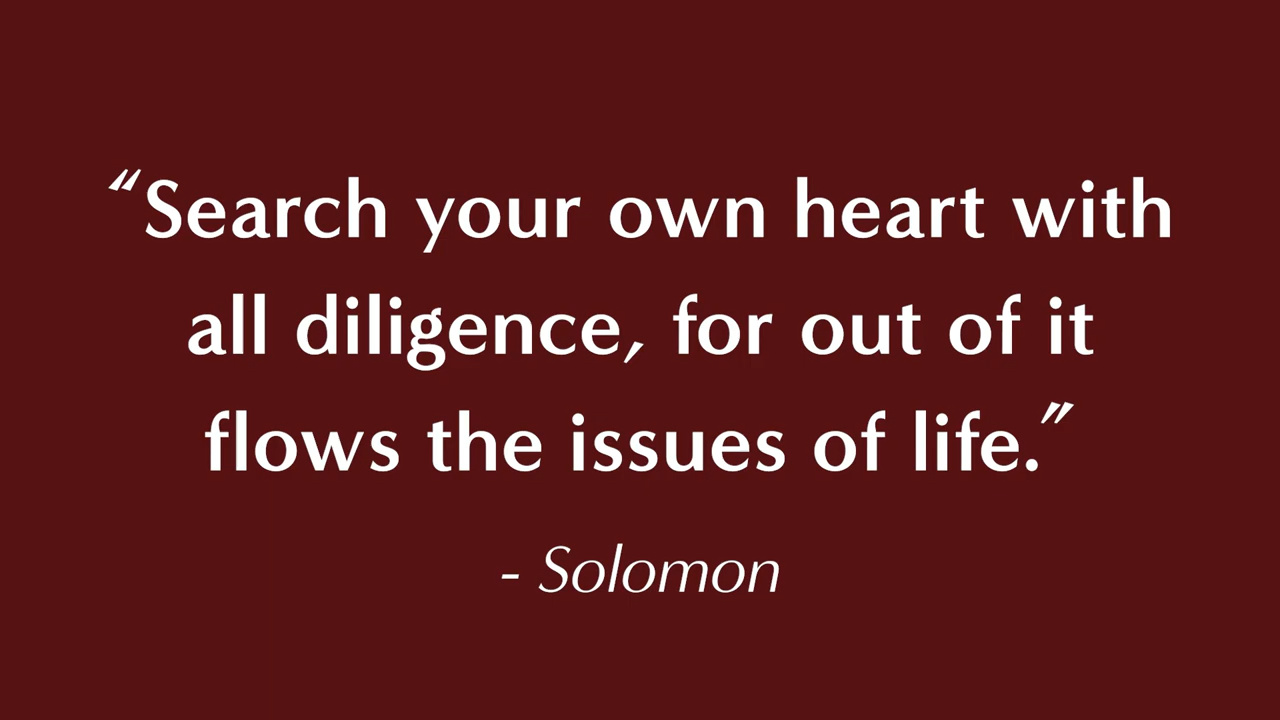 “Search your own heart with
all diligence, for out of it
flows the issues of life.”
- Solomon